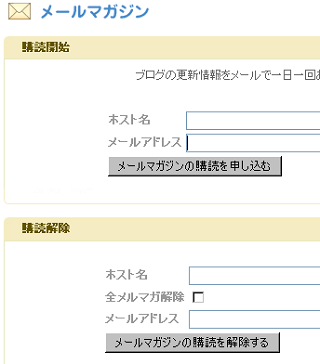 メールマガジン
購読開始
ブログの更新情報をメールで一日一回
ホスト名
メールアドレス
メールマガジンの購読を申し込む
購読解除
ホスト名
全メルマガ解除
メールアドレス
メールマガジンの購読を解除する